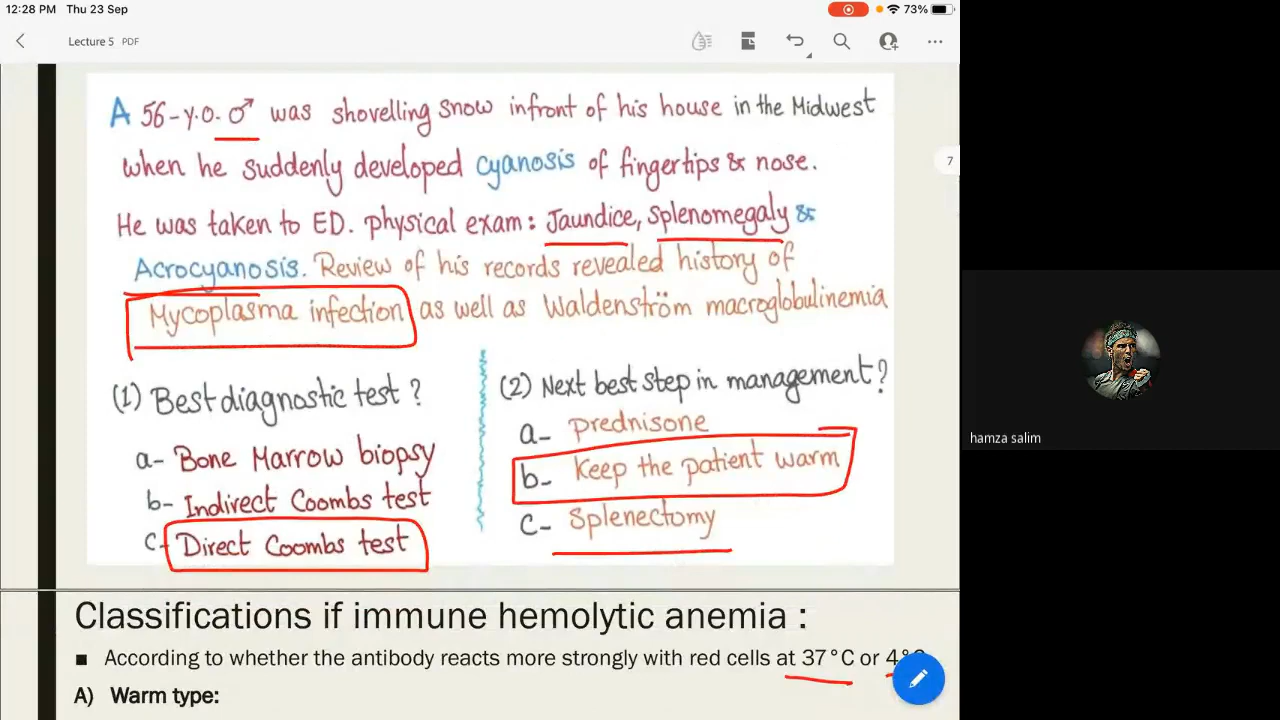 12:28 PM Thu 23 Sep
73%
Lecture 5 PDF
A 56-y.o. ♂ was shovelling snow infront of his house in the Midwest
when he suddenly developed cyanosis of fingertips & nose.
He was taken to ED. physical exam: Jaundice, splenomegaly &
Acrocyanosis. Review of his records revealed history of
Mycoplasma infection as well as Waldenström macroglobulinemia
7
(1) Best diagnostic test?
a- Bone Marrow biopsy
b- Indirect Coombs test
c- Direct Coombs test
(2) Next best step in management?
a- prednisone
b- Keep the patient warm
c- Splenectomy
hamza salim
Classifications if immune hemolytic anemia :
■ According to whether the antibody reacts more strongly with red cells at 37°C or 4°
A) Warm type: